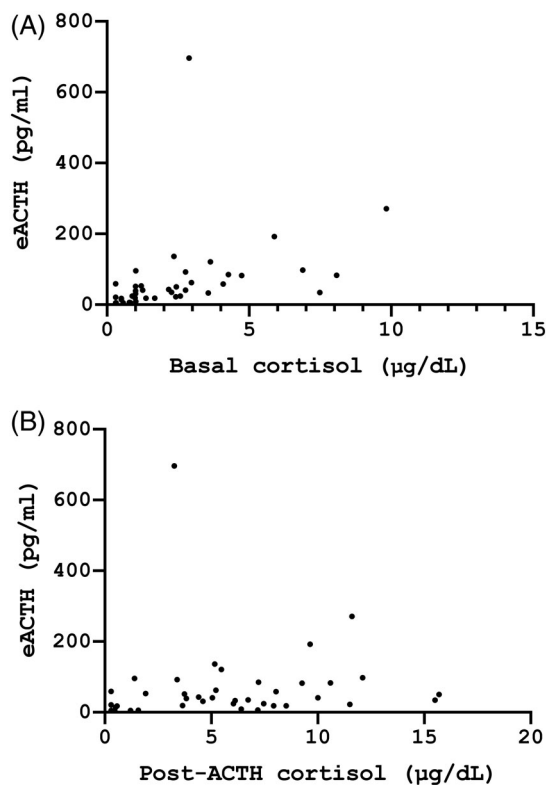 (A)
800
600
400
200
0
eACTH (pg/ml)
0 5 10 15
Basal cortisol (µg/dL)
(B)
800
600
400
200
0
eACTH (pg/ml)
0 5 10 15 20
Post-ACTH cortisol (µg/dL)